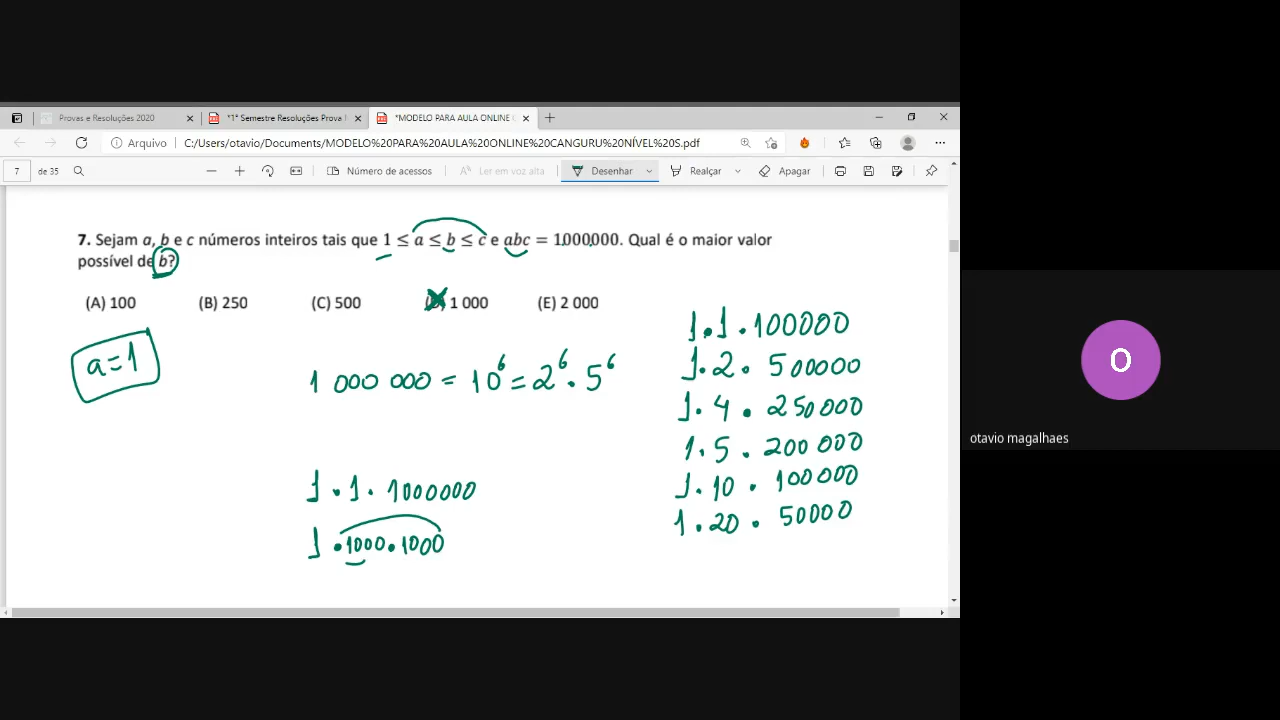 Provas e Resoluções 2020
*1° Semestre Resoluções Prova
*MODELO PARA AULA ONLINE
Arquivo
C:/Users/otavio/Documents/MODELO%20PARA%20AULA%20ONLINE%20CANGURU%20NÍVEL%20S.pdf
7 de 35
Número de acessos
Ler em voz alta
Desenhar
Realçar
Apagar
7. Sejam a, b e c números inteiros tais que 1 ≤ a ≤ b ≤ c e abc = 1000000. Qual é o maior valor
possível de b?
(A) 100 (B) 250 (C) 500 1 000 (E) 2 000
a=1
1 000 000 = 10⁶ = 2⁶ . 5⁶
1 . 1 . 1000000
1 . 1000 . 1000
1 . 1 . 100000
1 . 2 . 500000
1 . 4 . 250000
1 . 5 . 200 000
1 . 10 . 100000
1 . 20 . 50000
O
otavio magalhaes